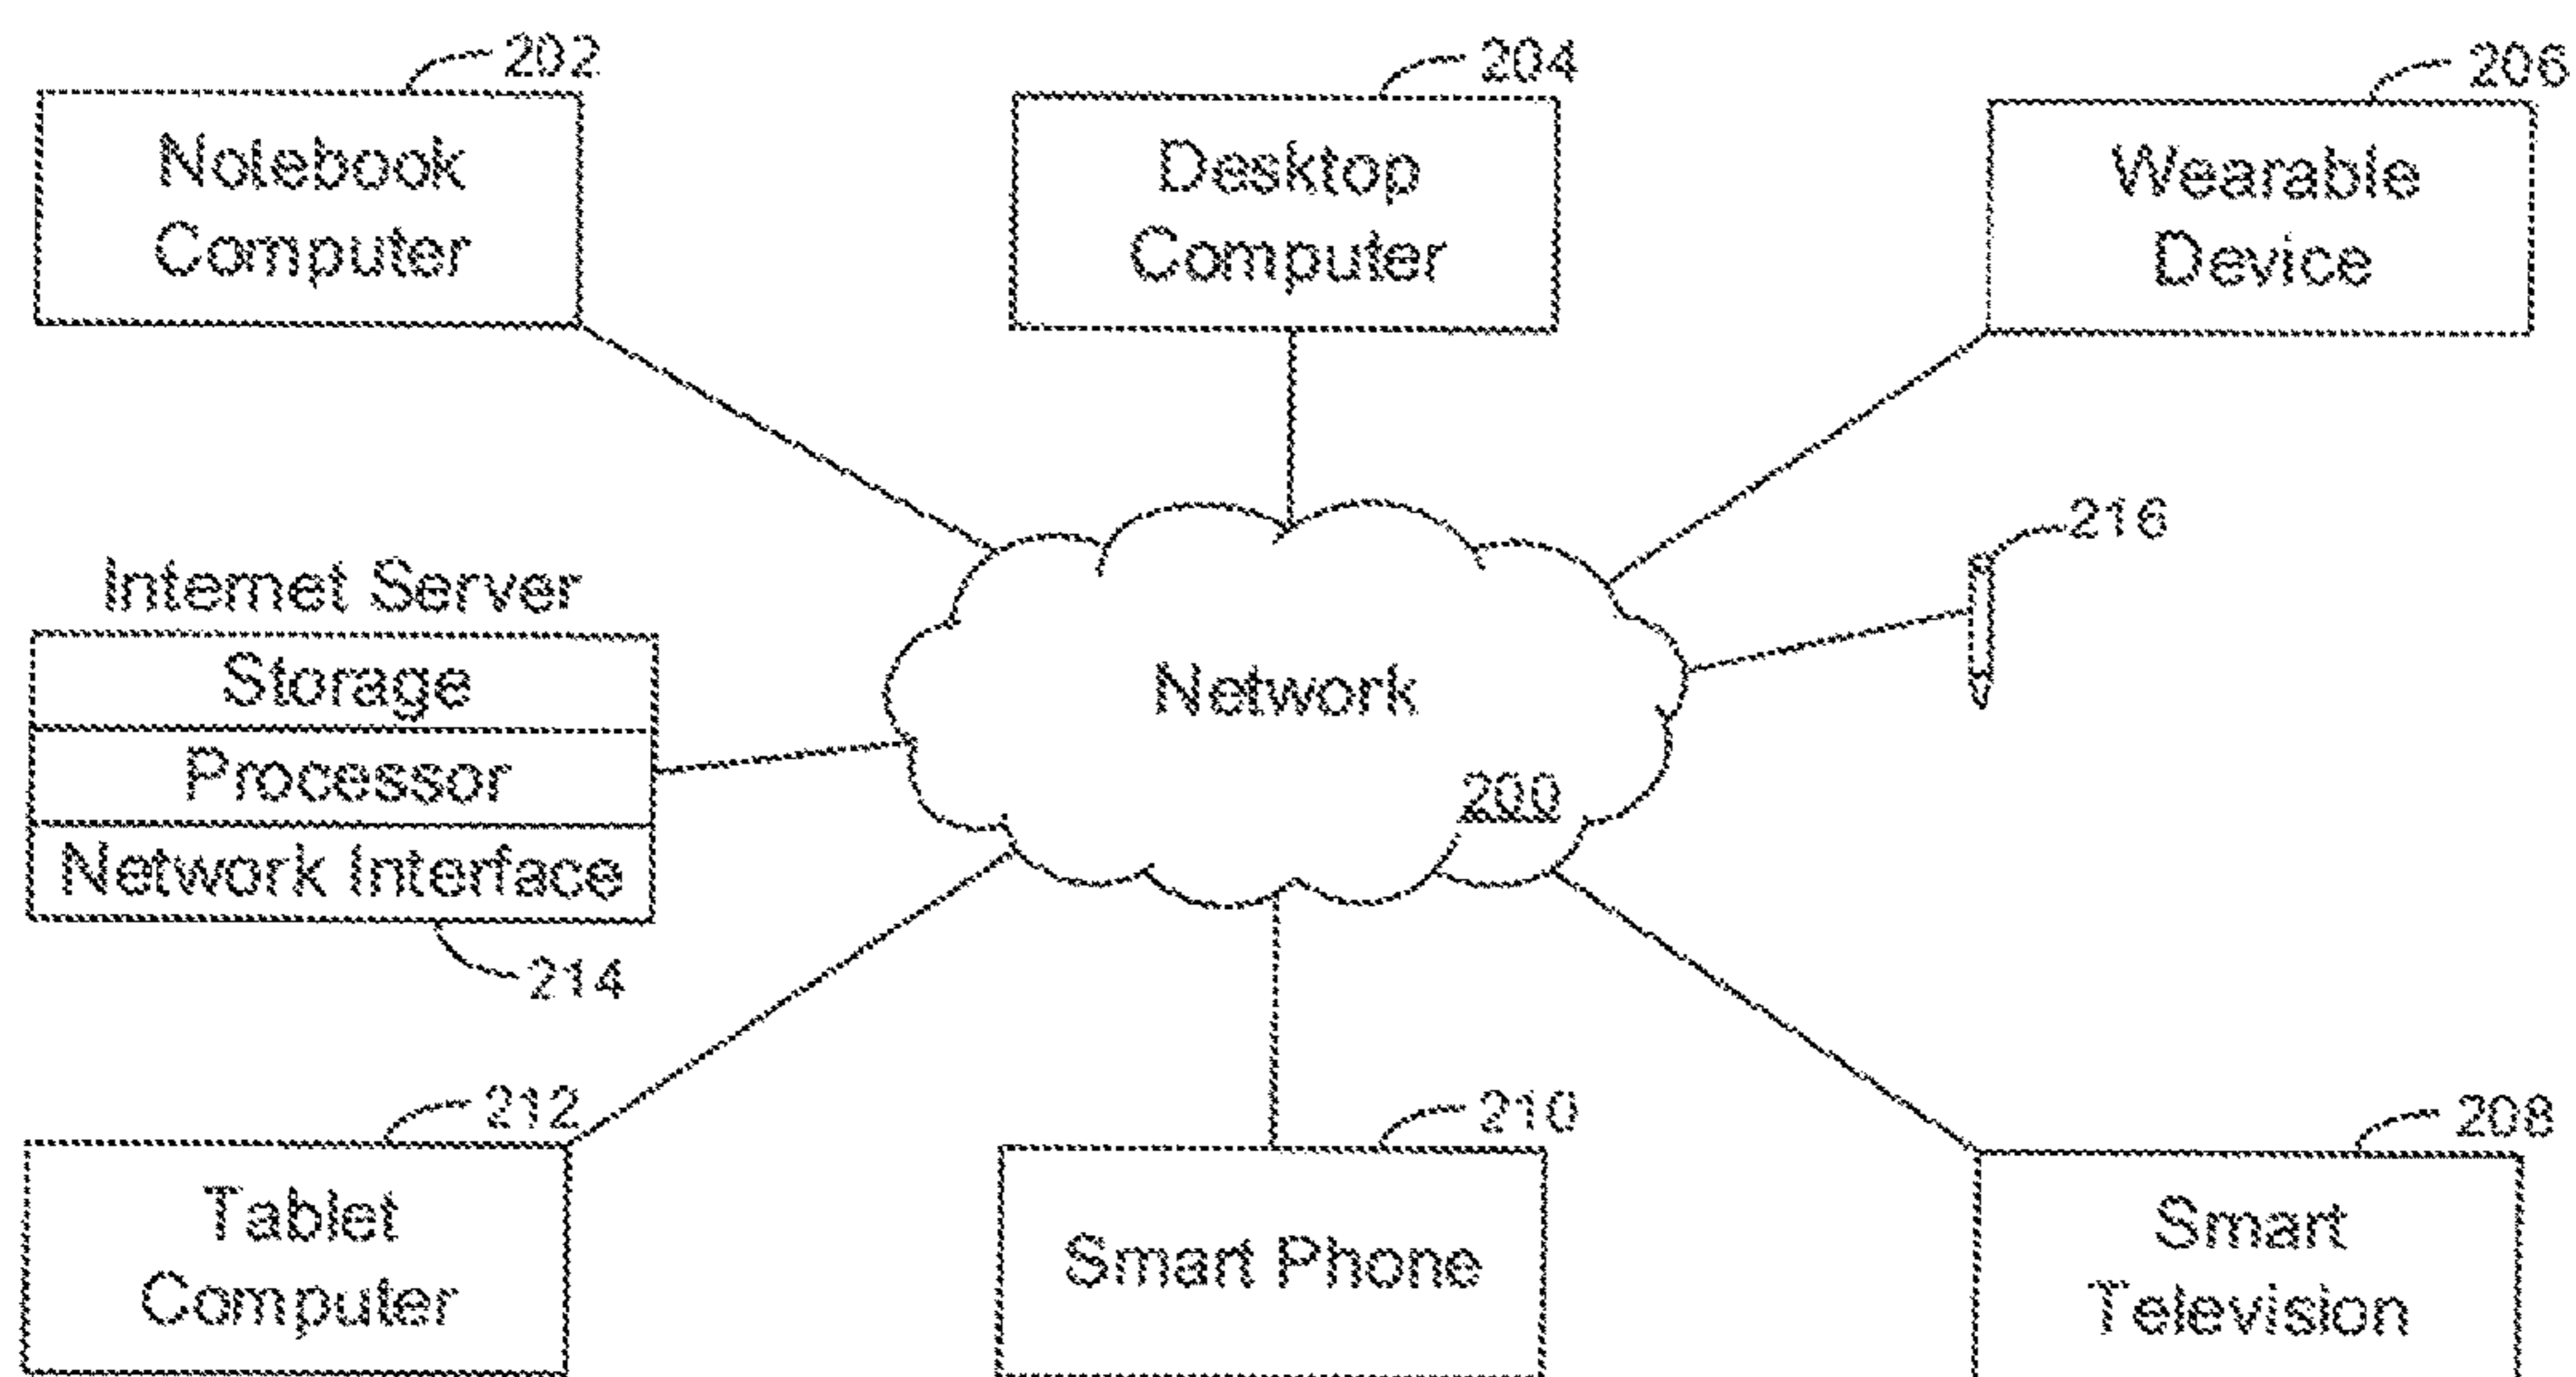 202
204
206
Notebook
Computer
Desktop
Computer
Wearable
Device
216
Internet Server
Storage
Processor
Network Interface
214
Network
200
212
210
208
Tablet
Computer
Smart Phone
Smart
Television